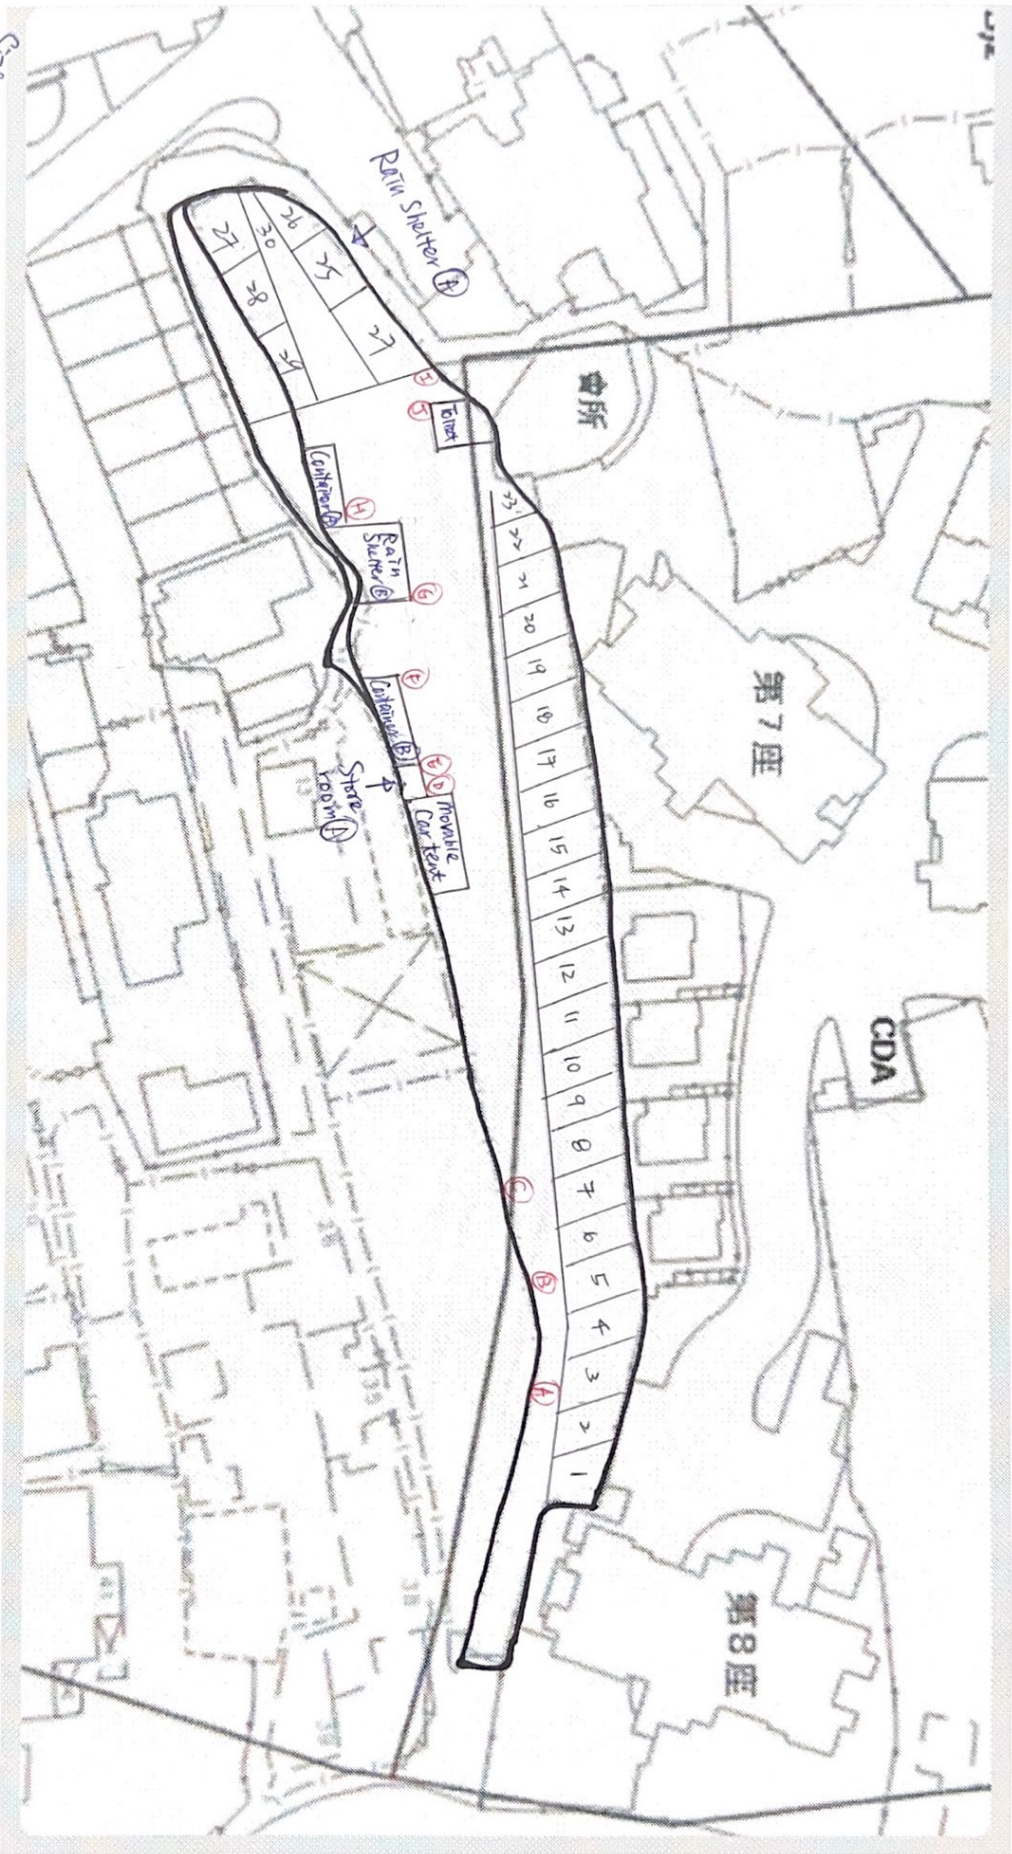 Rain Shelter Ⓐ
26
30
27
25
28
27
29
Ⓘ
Ⓙ
Toilet
會所
Container Ⓐ
Ⓗ
Rain
Shelter Ⓑ
Ⓖ
23
22
21
20
19
18
17
16
15
14
13
12
11
10
9
8
7
6
5
4
3
2
1
Ⓕ
Container Ⓑ
Ⓔ
Ⓓ
Store
room Ⓐ
Movable
Car tent
第7座
CDA
Ⓒ
Ⓑ
Ⓐ
第8座